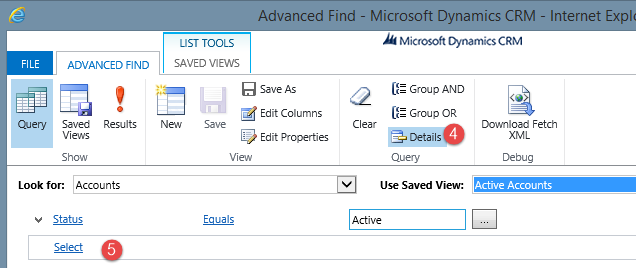 Advanced Find - Microsoft Dynamics CRM - Internet Explo
LIST TOOLS
Microsoft Dynamics CRM
FILE
ADVANCED FIND
SAVED VIEWS
Query
Saved Views
Results
New
Save
Save As
Edit Columns
Edit Properties
Clear
Group AND
Group OR
Details
4
Download Fetch XML
Show
View
Query
Debug
Look for:
Accounts
Use Saved View:
Active Accounts
Status
Equals
Active
...
Select
5